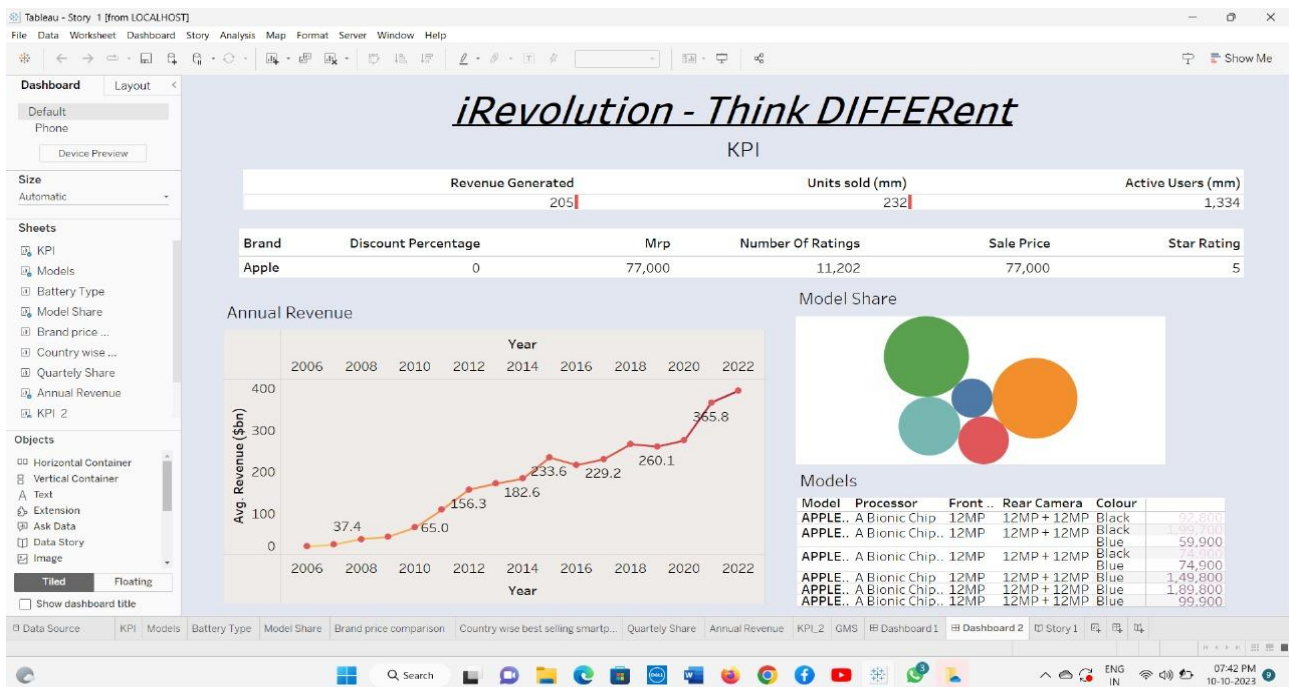 Tableau - Story 1 [from LOCALHOST]
File Data Worksheet Dashboard Story Analysis Map Format Server Window Help
Show Me
Dashboard Layout
Default
Phone
Device Preview
Size
Automatic
Sheets
KPI
Models
Battery Type
Model Share
Brand price ...
Country wise ...
Quartely Share
Annual Revenue
KPI_2
Objects
Horizontal Container
Vertical Container
Text
Extension
Ask Data
Data Story
Image
Tiled Floating
Show dashboard title
iRevolution - Think DIFFERent
KPI
Revenue Generated Units sold (mm) Active Users (mm)
205 232 1,334
Brand Discount Percentage Mrp Number Of Ratings Sale Price Star Rating
Apple 0 77,000 11,202 77,000 5
Annual Revenue
Year
2006 2008 2010 2012 2014 2016 2018 2020 2022
Avg. Revenue ($bn)
400
300
200
100
0
37.4
65.0
156.3
182.6
233.6
229.2
260.1
365.8
2006 2008 2010 2012 2014 2016 2018 2020 2022
Year
Model Share
Models
Model Processor Front .. Rear Camera Colour
APPLE.. A Bionic Chip 12MP 12MP + 12MP Black 92,800
APPLE.. A Bionic Chip.. 12MP 12MP + 12MP Black 1,99,700
Blue 59,900
APPLE.. A Bionic Chip.. 12MP 12MP + 12MP Black 74,900
Blue 74,900
APPLE.. A Bionic Chip 12MP 12MP + 12MP Blue 1,49,800
APPLE.. A Bionic Chip.. 12MP 12MP + 12MP Blue 1,89,800
APPLE.. A Bionic Chip.. 12MP 12MP + 12MP Blue 99,900
Data Source KPI Models Battery Type Model Share Brand price comparison Country wise best selling smartp... Quartely Share Annual Revenue KPI_2 GMS Dashboard 1 Dashboard 2 Story 1
Search
DELL
ENG
IN
07:42 PM
10-10-2023
3
2